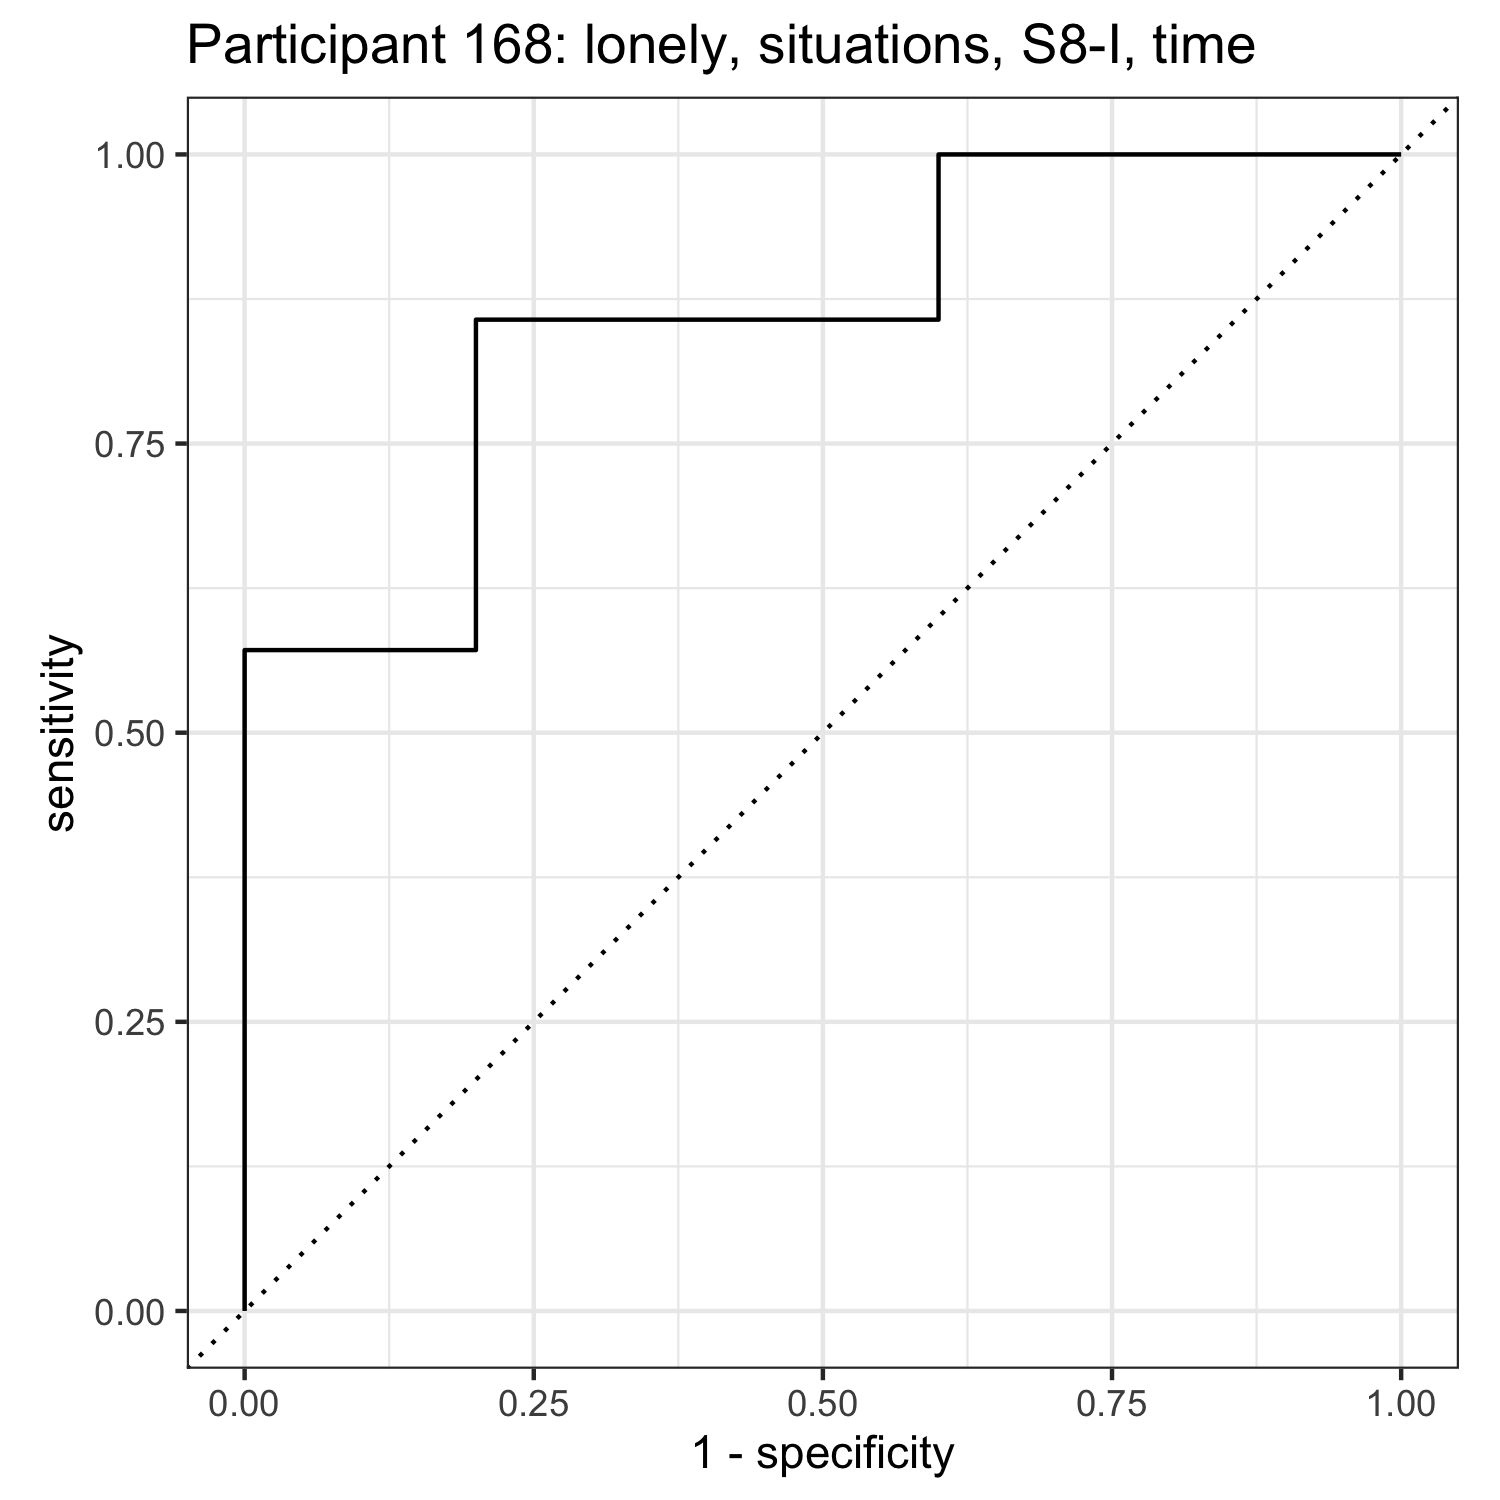 Participant 168: lonely, situations, S8-I, time
1.00
0.75
0.50
0.25
0.00
sensitivity
0.00 0.25 0.50 0.75 1.00
1 - specificity